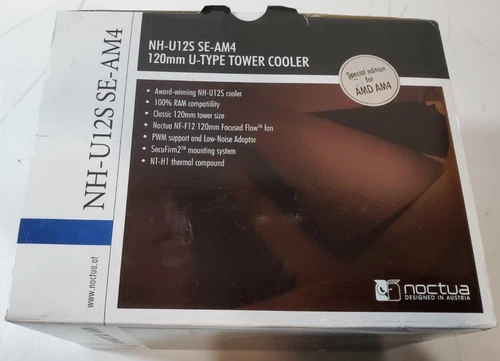 NH-U12S SE-AM4
120mm U-TYPE TOWER COOLER
Special edition for
AMD AM4
• Award-winning NH-U12S cooler
• 100% RAM compatiility
• Classic 120mm tower size
• Noctua NF-F12 120mm Focused Flow™ fan
• PWM support and Low-Noise Adaptor
• SecuFirm2™ mounting system
• NT-H1 thermal compound
noctua
DESIGNED IN AUSTRIA
NH-U12S SE-AM4
www.noctua.at